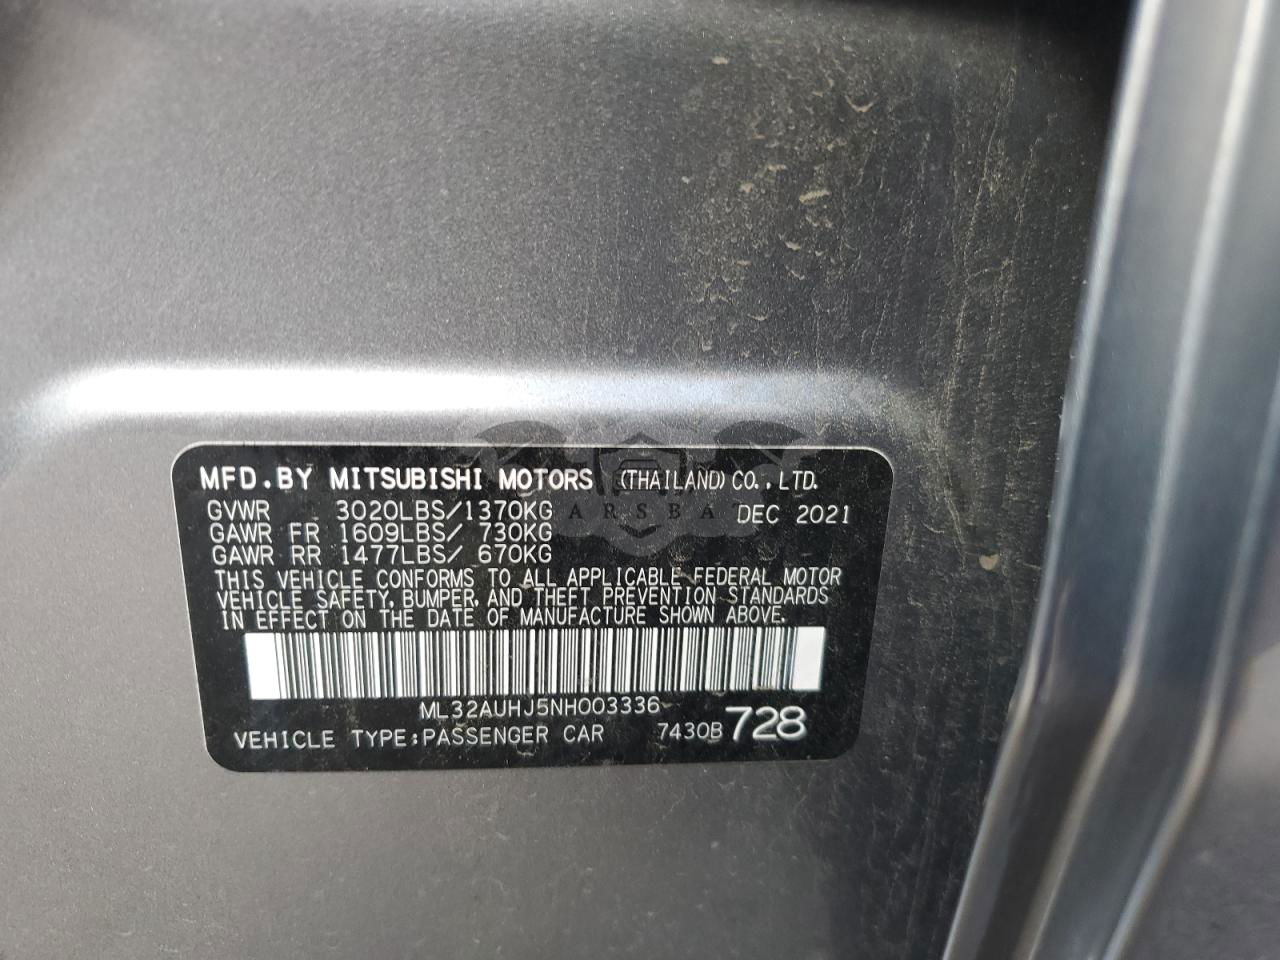 MFD.BY MITSUBISHI MOTORS (THAILAND) CO.,LTD.
GVWR 3020LBS/1370KG DEC 2021
GAWR FR 1609LBS/ 730KG
GAWR RR 1477LBS/ 670KG
THIS VEHICLE CONFORMS TO ALL APPLICABLE FEDERAL MOTOR
VEHICLE SAFETY, BUMPER, AND THEFT PREVENTION STANDARDS
IN EFFECT ON THE DATE OF MANUFACTURE SHOWN ABOVE.
ML32AUHJ5NH003336
VEHICLE TYPE:PASSENGER CAR 7430B 728